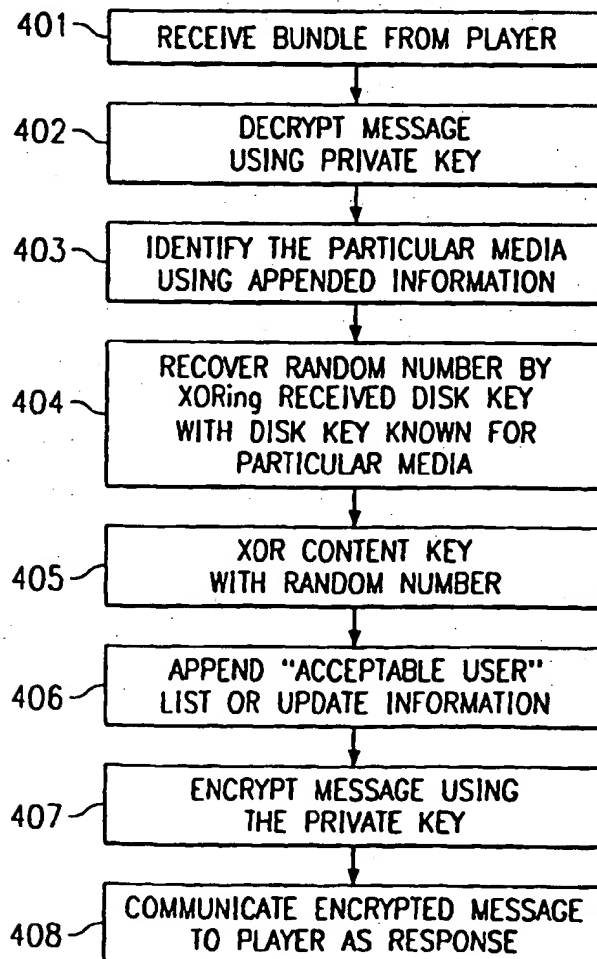 401
RECEIVE BUNDLE FROM PLAYER
402
DECRYPT MESSAGE
USING PRIVATE KEY
403
IDENTIFY THE PARTICULAR MEDIA
USING APPENDED INFORMATION
404
RECOVER RANDOM NUMBER BY
XORing RECEIVED DISK KEY
WITH DISK KEY KNOWN FOR
PARTICULAR MEDIA
405
XOR CONTENT KEY
WITH RANDOM NUMBER
406
APPEND "ACCEPTABLE USER"
LIST OR UPDATE INFORMATION
407
ENCRYPT MESSAGE USING
THE PRIVATE KEY
408
COMMUNICATE ENCRYPTED MESSAGE
TO PLAYER AS RESPONSE